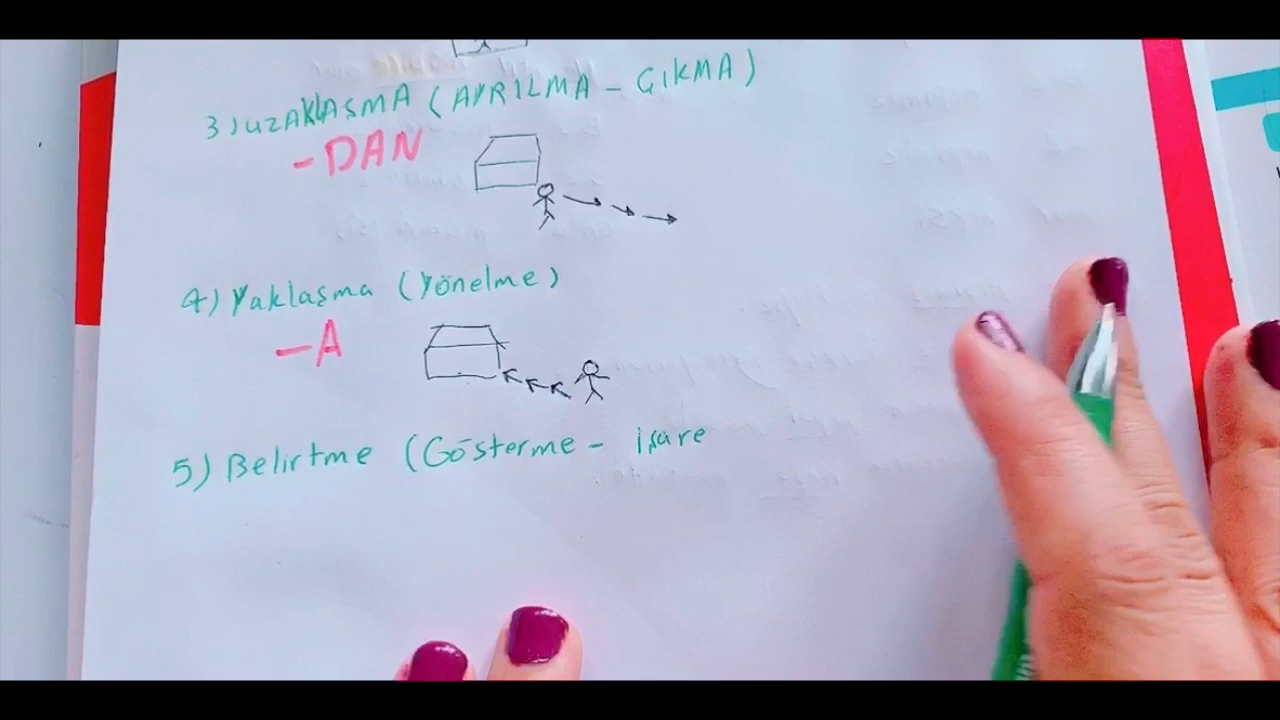 3) UZAKLAŞMA (AYRILMA - ÇIKMA)
-DAN
4) Yaklaşma (Yönelme)
-A
5) Belirtme (Gösterme - işare